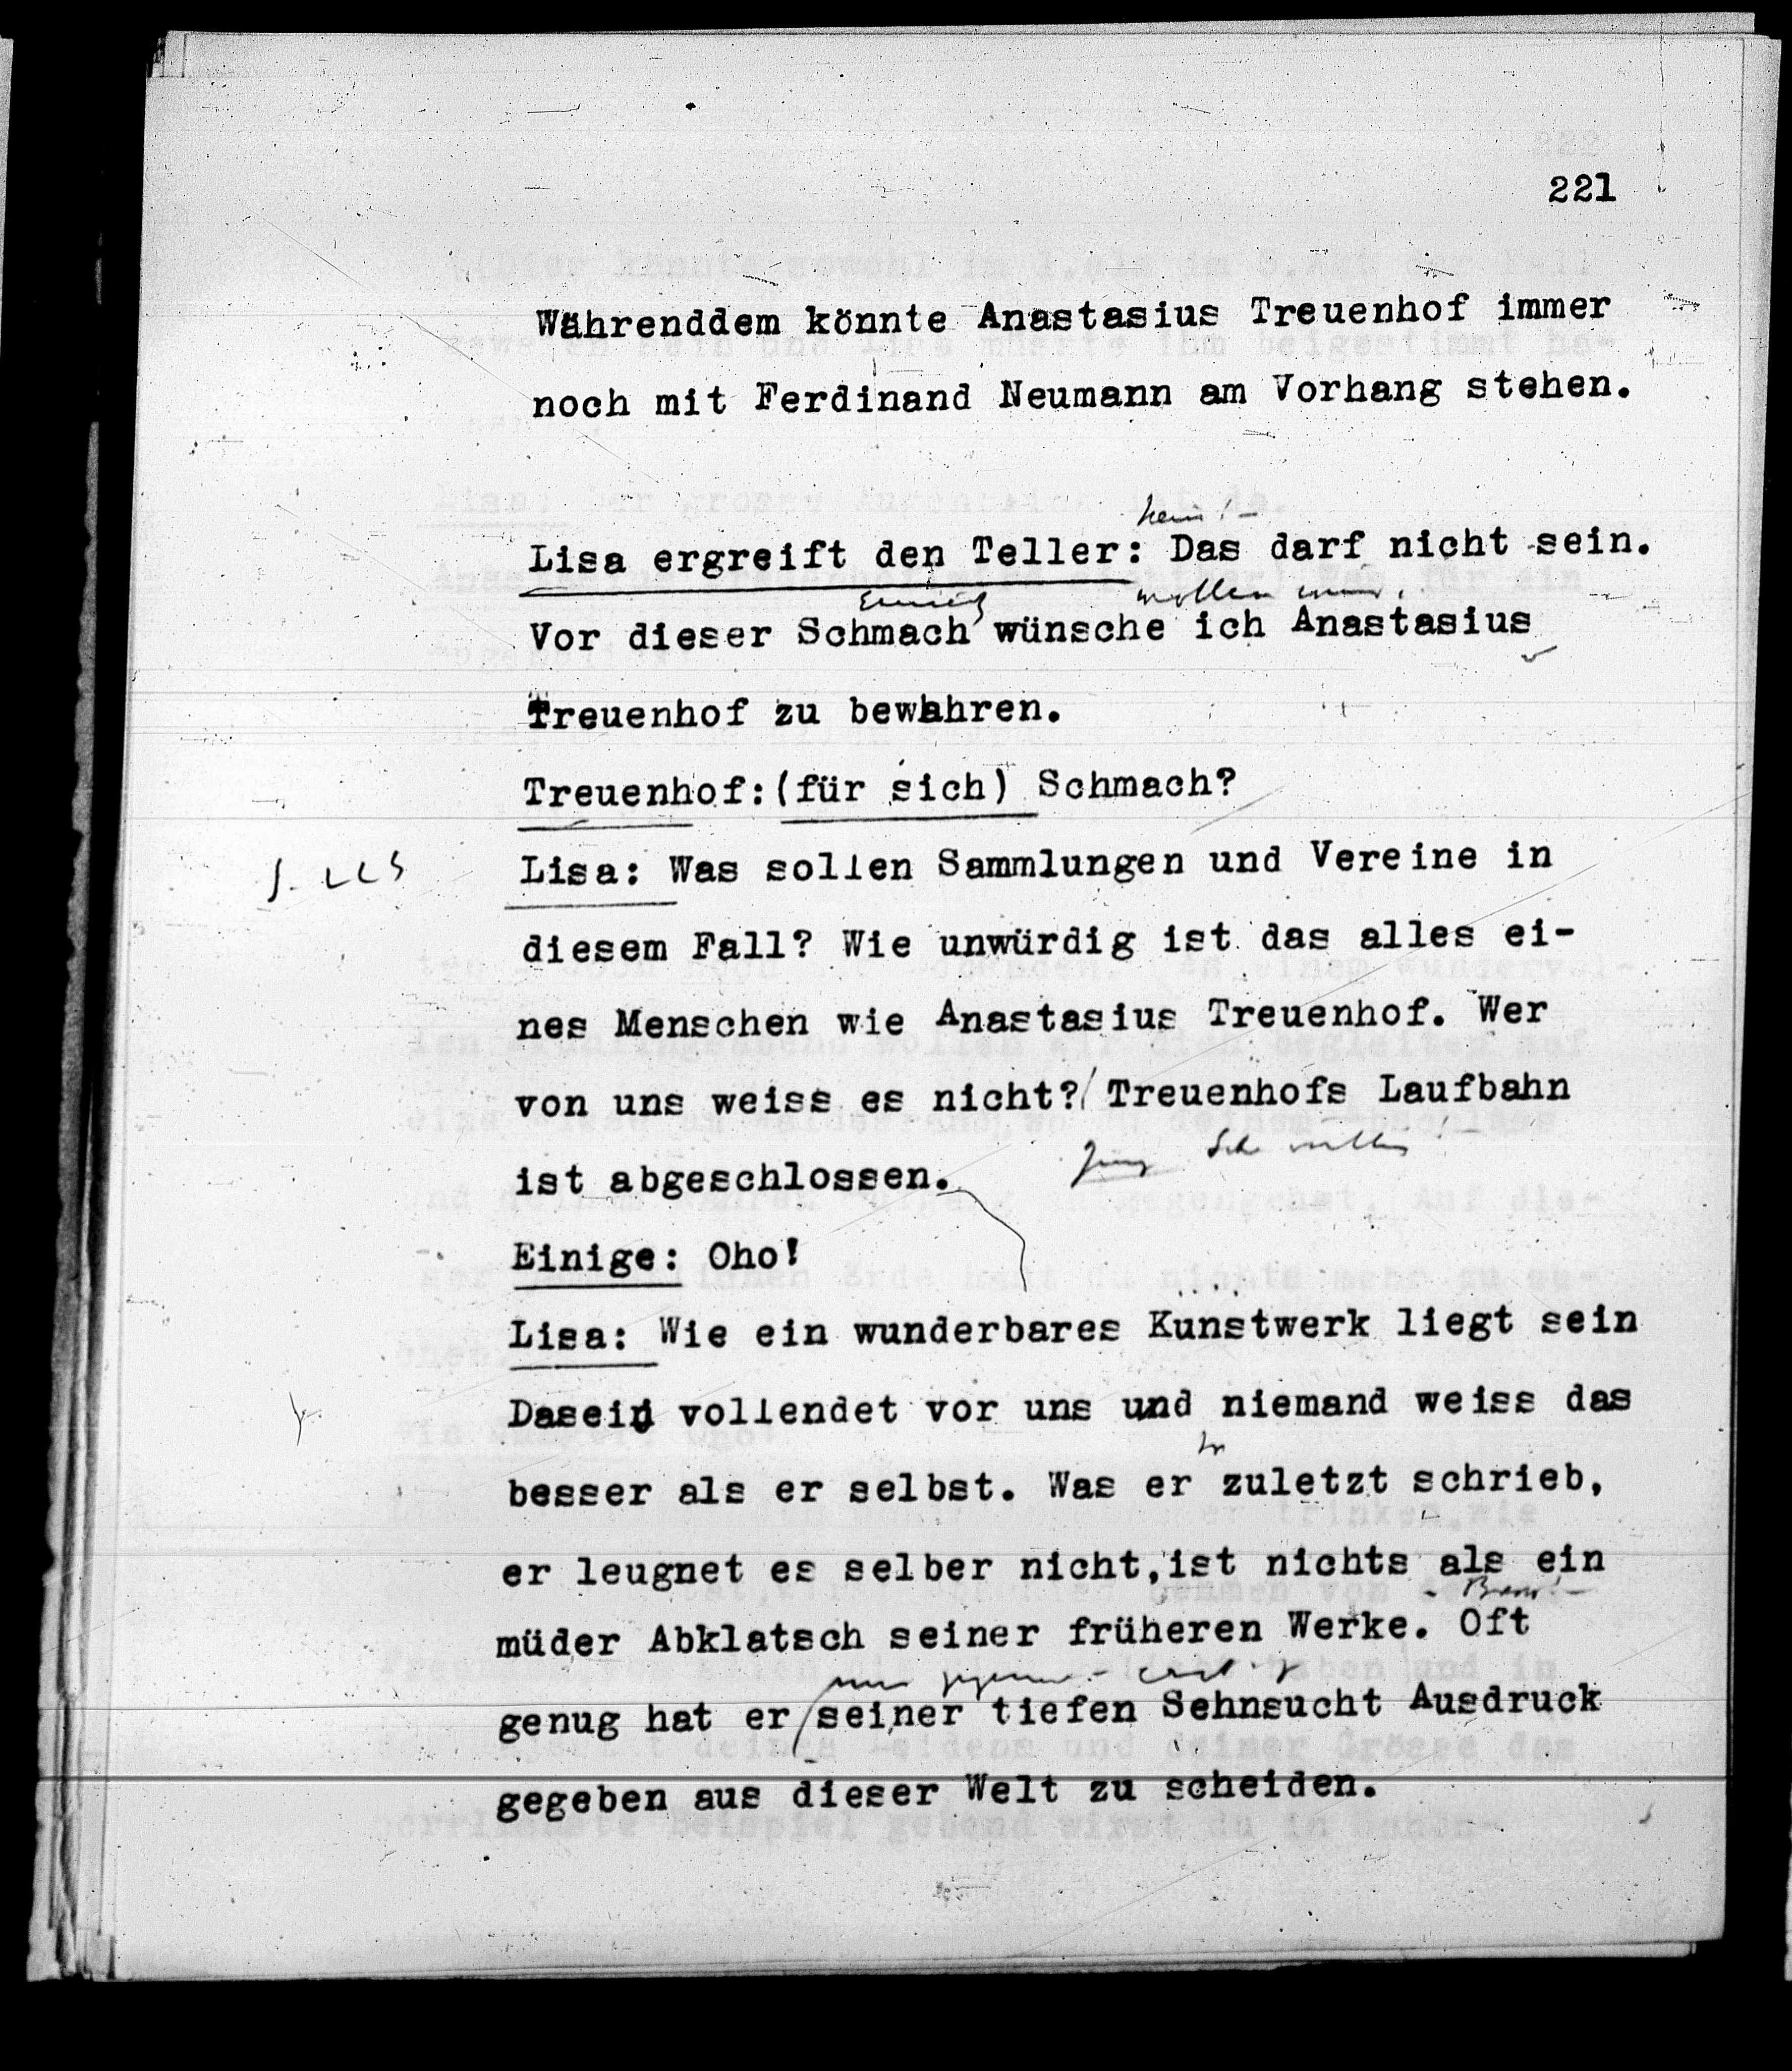 221
Währenddem könnte Anastasius Treuenhof immer
noch mit Ferdinand Neumann am Vorhang stehen.
Nein! –
Lisa ergreift den Teller: Das darf nicht sein.
wollen wir
Vor dieser Schmach wünsche ich Anastasius
Treuenhof zu bewahren.
Treuenhof:(für sich) Schmach?
Lisa: Was sollen Sammlungen und Vereine in
diesem Fall? Wie unwürdig ist das alles ei-
nes Menschen wie Anastasius Treuenhof. Wer
von uns weiss es nicht? Treuenhofs Laufbahn
ist abgeschlossen.
Einige: Oho!
Lisa: Wie ein wunderbares Kunstwerk liegt sein
Dasein vollendet vor uns und niemand weiss das
besser als er selbst. Was er zuletzt schrieb,
er leugnet es selber nicht,ist nichts als ein
müder Abklatsch seiner früheren Werke. Oft
genug hat er seiner tiefen Sehnsucht Ausdruck
gegeben aus dieser Welt zu scheiden.